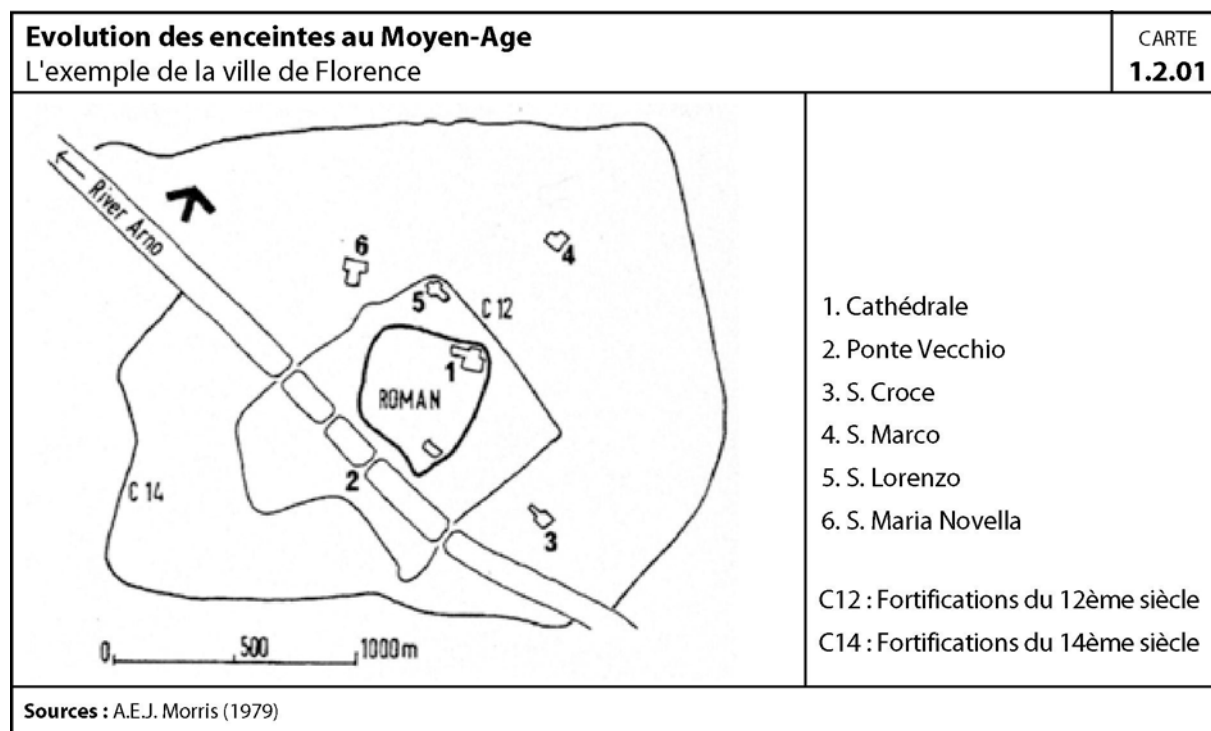 Evolution des enceintes au Moyen-Age
L'exemple de la ville de Florence
CARTE
1.2.01
River Arno
6
4
5
C 12
1
ROMAN
2
C 14
3
0
500
1000m
1. Cathédrale
2. Ponte Vecchio
3. S. Croce
4. S. Marco
5. S. Lorenzo
6. S. Maria Novella
C12 : Fortifications du 12ème siècle
C14 : Fortifications du 14ème siècle
Sources : A.E.J. Morris (1979)